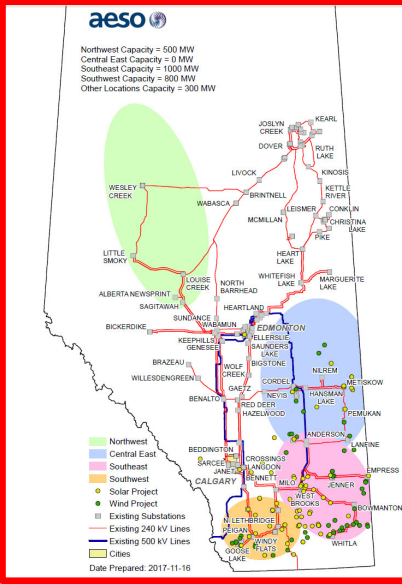 aeso
Northwest Capacity = 500 MW
Central East Capacity = 0 MW
Southeast Capacity = 1000 MW
Southwest Capacity = 800 MW
Other Locations Capacity = 300 MW
KEARL
JOSLYN
CREEK
DOVER
RUTH
LAKE
LIVOCK
KINOSIS
WESLEY
CREEK
BRINTNELL
KETTLE
RIVER
WABASCA
LEISMER
CONKLIN
MCMILLAN
CHRISTINA
LAKE
PIKE
LITTLE
SMOKY
HEART
LAKE
LOUISE
CREEK
NORTH
BARRHEAD
WHITEFISH
LAKE
MARGUERITE
LAKE
ALBERTA NEWSPRINT
SAGITAWAH
HEARTLAND
SUNDANCE
WABAMUN
EDMONTON
BICKERDIKE
KEEPHILLS
GENESEE
ELLERSLIE
SAUNDERS
LAKE
BRAZEAU
WOLF
CREEK
BIGSTONE
NILREM
WILLESDENGREEN
CORDEL
METISKOW
GAETZ
NEVIS
HANSMAN
LAKE
BENALTO
RED DEER
HAZELWOOD
PEMUKAN
ANDERSON
LANFINE
Northwest
Central East
Southeast
Southwest
Solar Project
Wind Project
Existing Substations
Existing 240 kV Lines
Existing 500 kV Lines
Cities
BEDDINGTON
CROSSINGS
SARCEE
LANGDON
EMPRESS
JANET
BENNETT
JENNER
CALGARY
MILO
WEST
BROOKS
BOWMANTON
N. LETHBRIDGE
PEIGAN
WINDY
FLATS
GOOSE
LAKE
WHITLA
Date Prepared: 2017-11-16